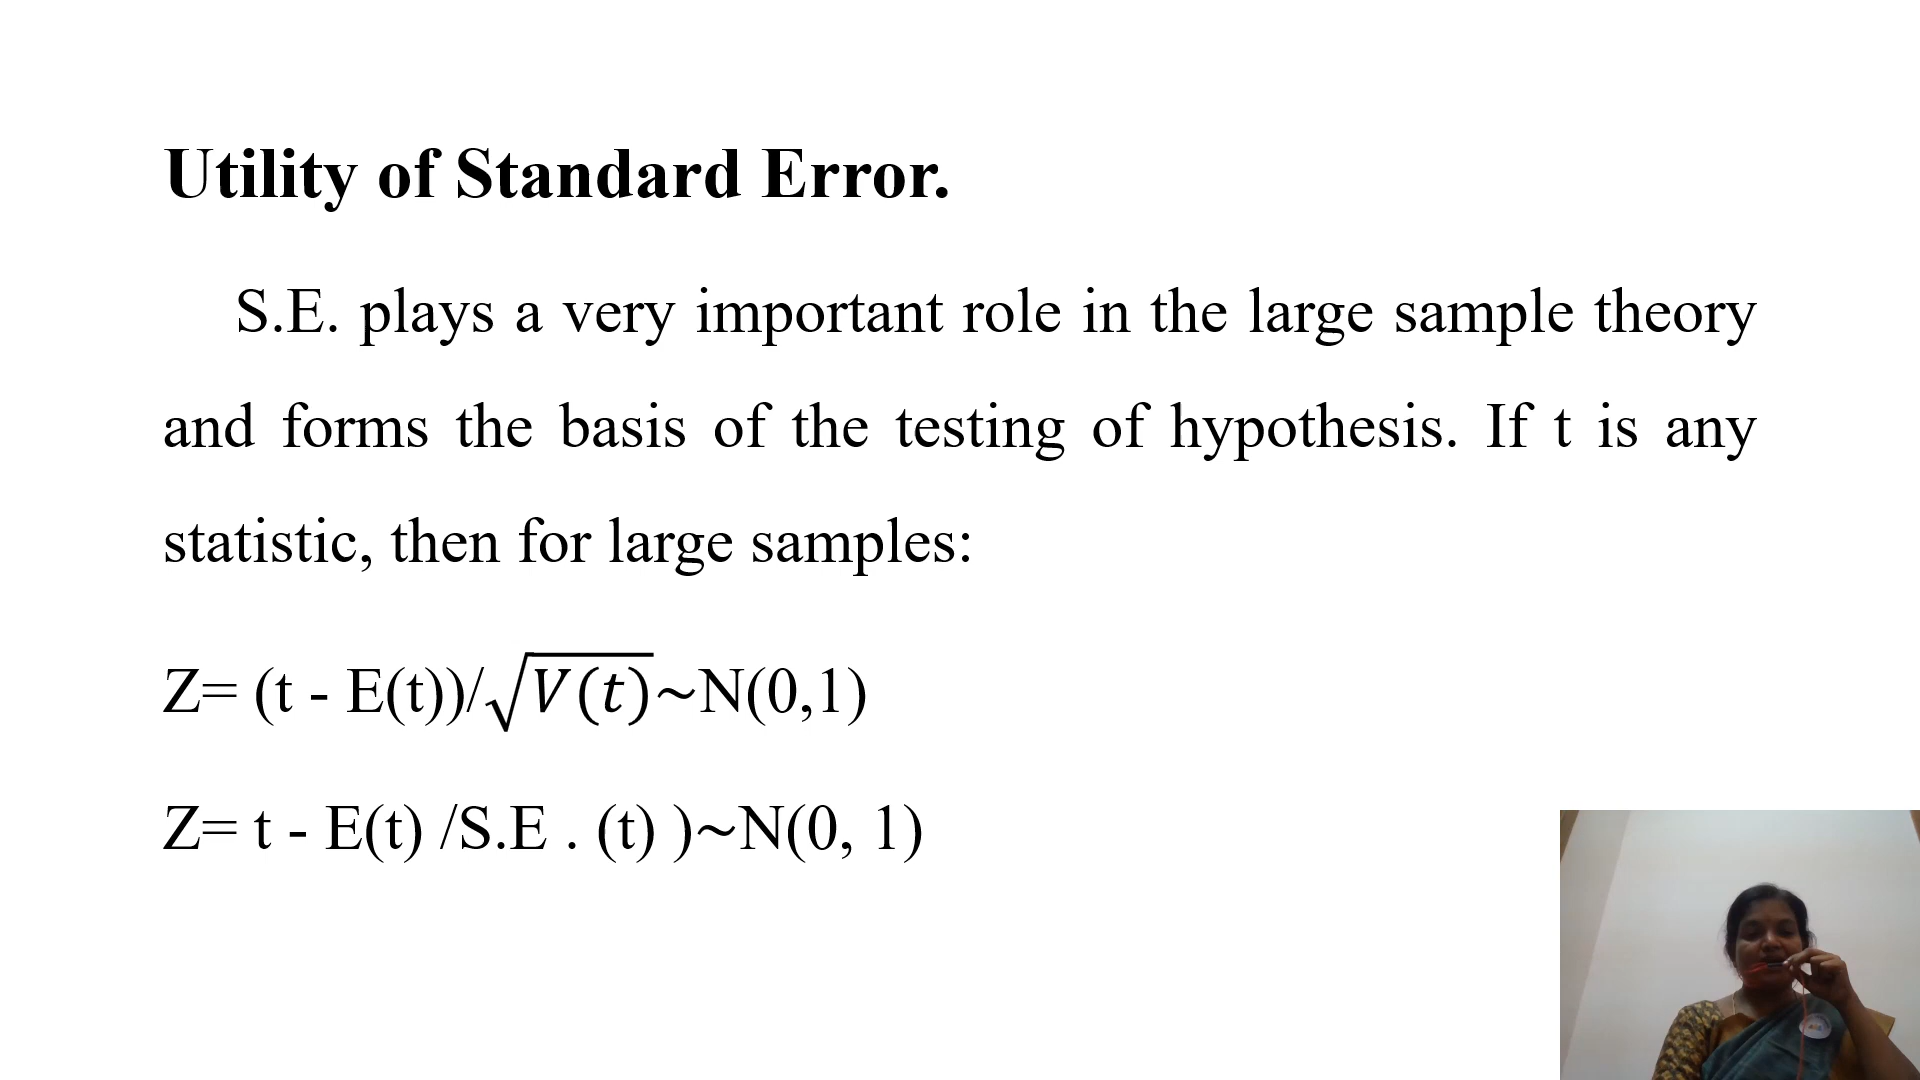 Utility of Standard Error.
S.E. plays a very important role in the large sample theory
and forms the basis of the testing of hypothesis. If t is any
statistic, then for large samples:
Z= (t - E(t))/√V(t)~N(0,1)
Z= t - E(t) /S.E . (t) )~N(0, 1)